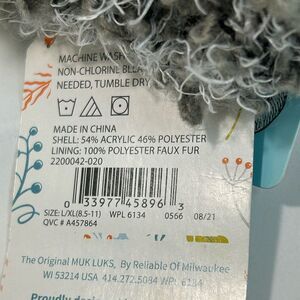 MACHINE WASH
NON-CHLORINE BLEA
NEEDED, TUMBLE DRY
MADE IN CHINA
SHELL: 54% ACRYLIC 46% POLYESTER
LINING: 100% POLYESTER FAUX FUR
2200042-020
0 33977 45896 3
SIZE: L/XL(8.5-11) WPL 6134 0566 08/21
QVC # A457864
The Original MUK LUKS, By Reliable Of Milwaukee
WI 53214 USA 414.272.5084 WPL 6134
Proudly desi